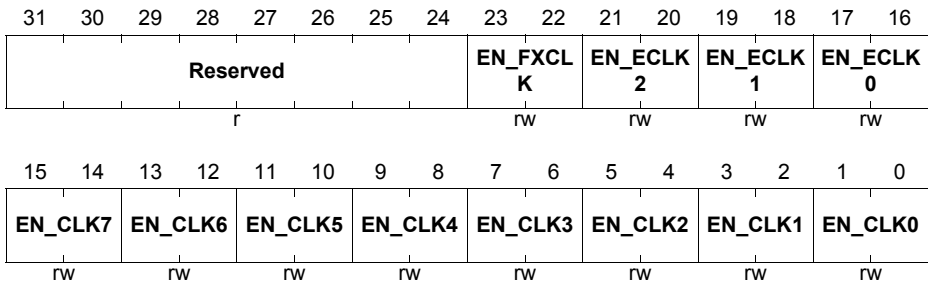 31 30 29 28 27 26 25 24 23 22 21 20 19 18 17 16
Reserved EN_FXCL EN_ECLK EN_ECLK EN_ECLK
K 2 1 0
r rw rw rw rw
15 14 13 12 11 10 9 8 7 6 5 4 3 2 1 0
EN_CLK7 EN_CLK6 EN_CLK5 EN_CLK4 EN_CLK3 EN_CLK2 EN_CLK1 EN_CLK0
rw rw rw rw rw rw rw rw